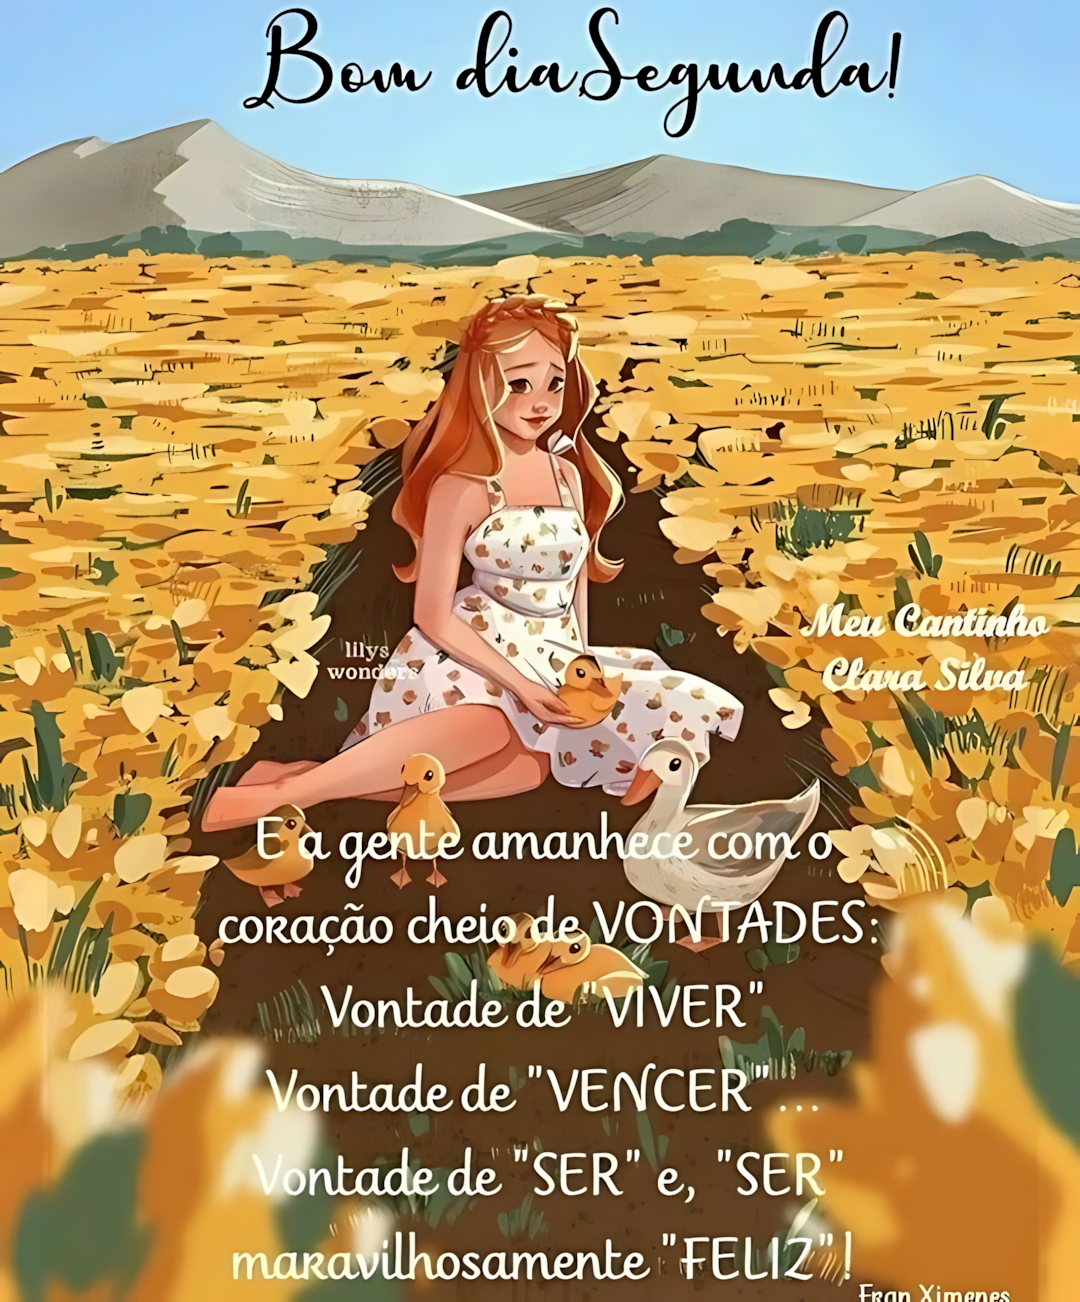 Bom dia,Segunda!
lilys
wonders
Meu Cantinho
Clara Silva
E a gente amanhece com o
coração cheio de VONTADES:
Vontade de "VIVER"
Vontade de "VENCER"...
Vontade de "SER" e, "SER"
maravilhosamente "FELIZ"!
Fran Ximenes